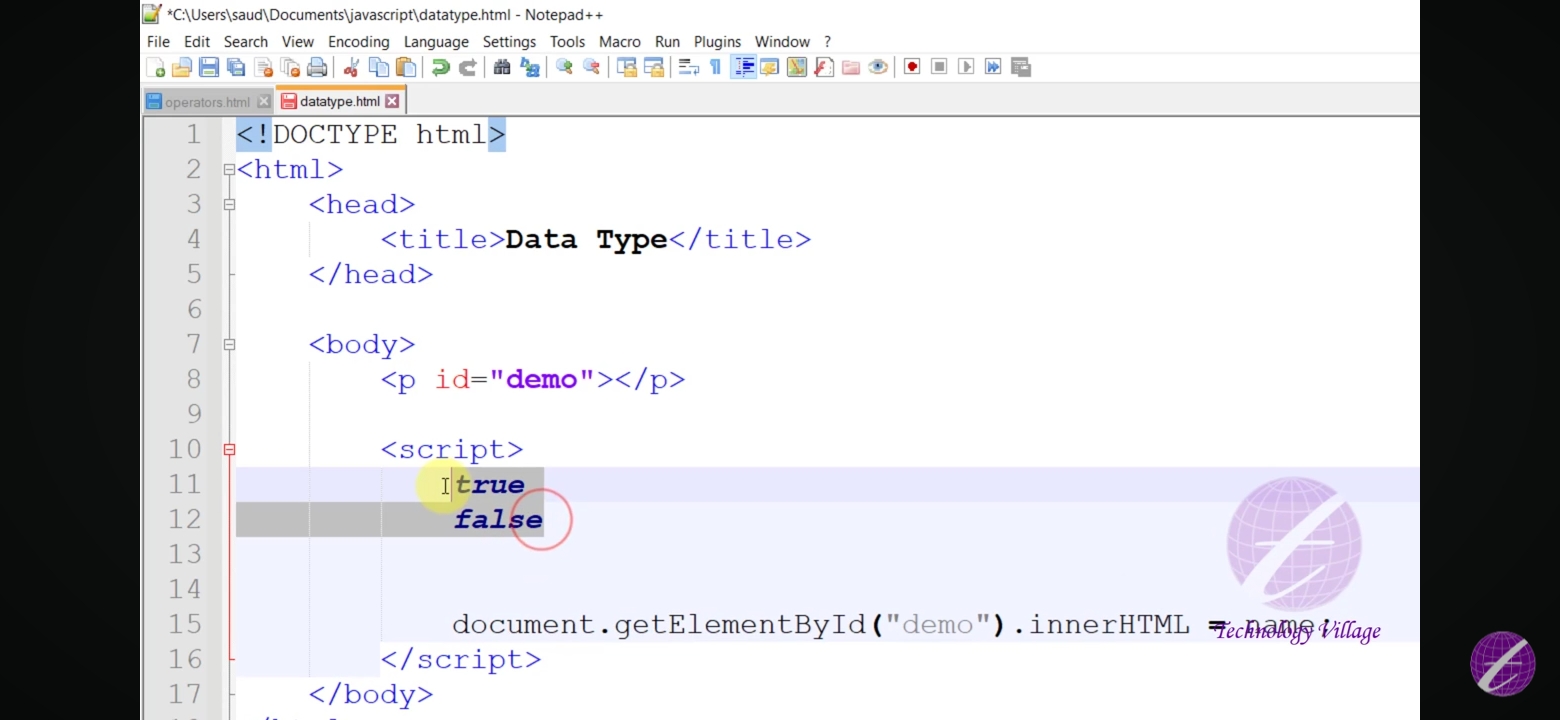 *C:\Users\saud\Documents\javascript\datatype.html - Notepad++
File Edit Search View Encoding Language Settings Tools Macro Run Plugins Window ?
operators.html datatype.html
1 <!DOCTYPE html>
2 <html>
3 <head>
4 <title>Data Type</title>
5 </head>
6
7 <body>
8 <p id="demo"></p>
9
10 <script>
11 true
12 false
13
14
15 document.getElementById("demo").innerHTML = name;
Technology Village
16 </script>
17 </body>